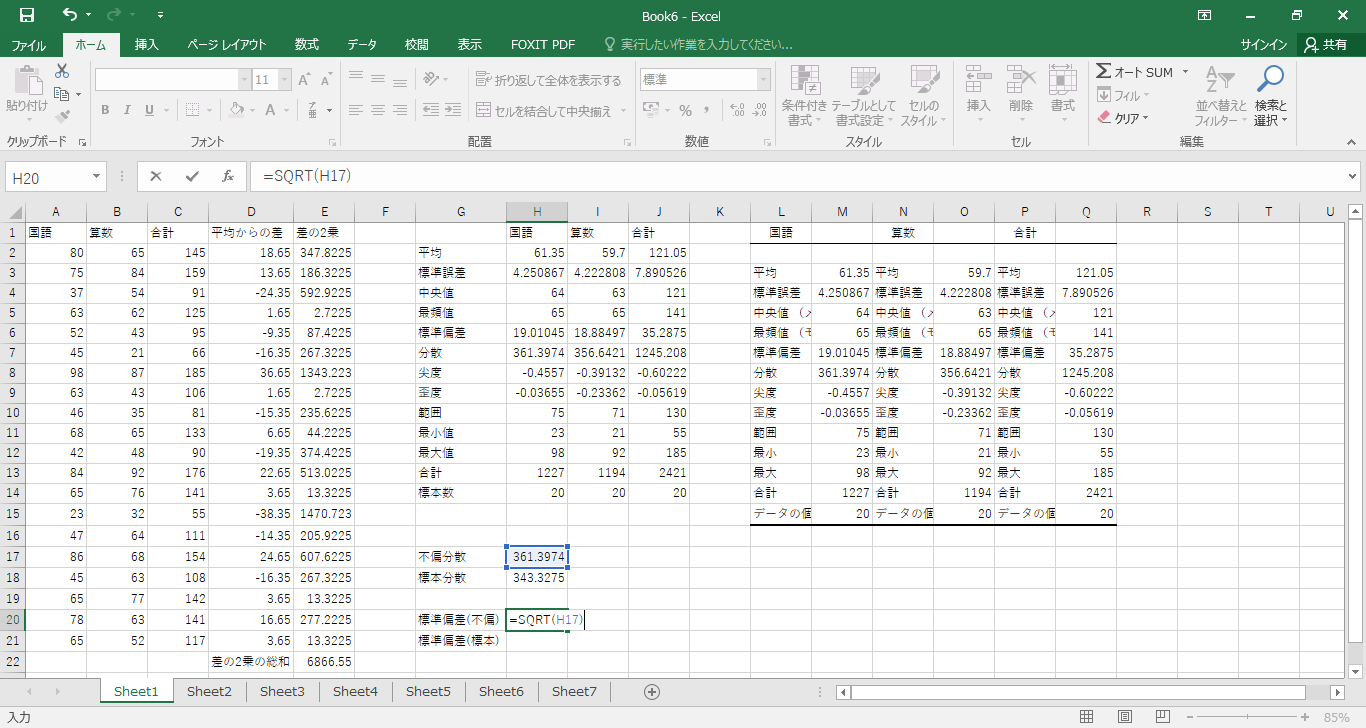 Book6 - Excel
ファイル ホーム 挿入 ページ レイアウト 数式 データ 校閲 表示 FOXIT PDF 実行したい作業を入力してください... サインイン 共有
貼り付け 11 折り返して全体を表示する 標準 条件付き書式 テーブルとして書式設定 セルのスタイル 挿入 削除 書式 オート SUM 並べ替えとフィルター 検索と選択
B I U セルを結合して中央揃え % フィル クリア
クリップボード フォント 配置 数値 スタイル セル 編集
H20 fx =SQRT(H17)
A B C D E F G H I J K L M N O P Q R S T U
1 国語 算数 合計 平均からの差 差の2乗 国語 算数 合計 国語 算数 合計
2 80 65 145 18.65 347.8225 平均 61.35 59.7 121.05
3 75 84 159 13.65 186.3225 標準誤差 4.250867 4.222808 7.890526 平均 61.35 平均 59.7 平均 121.05
4 37 54 91 -24.35 592.9225 中央値 64 63 121 標準誤差 4.250867 標準誤差 4.222808 標準誤差 7.890526
5 63 62 125 1.65 2.7225 最頻値 65 65 141 中央値 （メ 64 中央値 （メ 63 中央値 （メ 121
6 52 43 95 -9.35 87.4225 標準偏差 19.01045 18.88497 35.2875 最頻値 （モ 65 最頻値 （モ 65 最頻値 （モ 141
7 45 21 66 -16.35 267.3225 分散 361.3974 356.6421 1245.208 標準偏差 19.01045 標準偏差 18.88497 標準偏差 35.2875
8 98 87 185 36.65 1343.223 尖度 -0.4557 -0.39132 -0.60222 分散 361.3974 分散 356.6421 分散 1245.208
9 63 43 106 1.65 2.7225 歪度 -0.03655 -0.23362 -0.05619 尖度 -0.4557 尖度 -0.39132 尖度 -0.60222
10 46 35 81 -15.35 235.6225 範囲 75 71 130 歪度 -0.03655 歪度 -0.23362 歪度 -0.05619
11 68 65 133 6.65 44.2225 最小値 23 21 55 範囲 75 範囲 71 範囲 130
12 42 48 90 -19.35 374.4225 最大値 98 92 185 最小 23 最小 21 最小 55
13 84 92 176 22.65 513.0225 合計 1227 1194 2421 最大 98 最大 92 最大 185
14 65 76 141 3.65 13.3225 標本数 20 20 20 合計 1227 合計 1194 合計 2421
15 23 32 55 -38.35 1470.723 データの個 20 データの個 20 データの個 20
16 47 64 111 -14.35 205.9225
17 86 68 154 24.65 607.6225 不偏分散 361.3974
18 45 63 108 -16.35 267.3225 標本分散 343.3275
19 65 77 142 3.65 13.3225
20 78 63 141 16.65 277.2225 標準偏差(不偏) =SQRT(H17)
21 65 52 117 3.65 13.3225 標準偏差(標本)
22 差の2乗の総和 6866.55
Sheet1 Sheet2 Sheet3 Sheet4 Sheet5 Sheet6 Sheet7
入力 85%